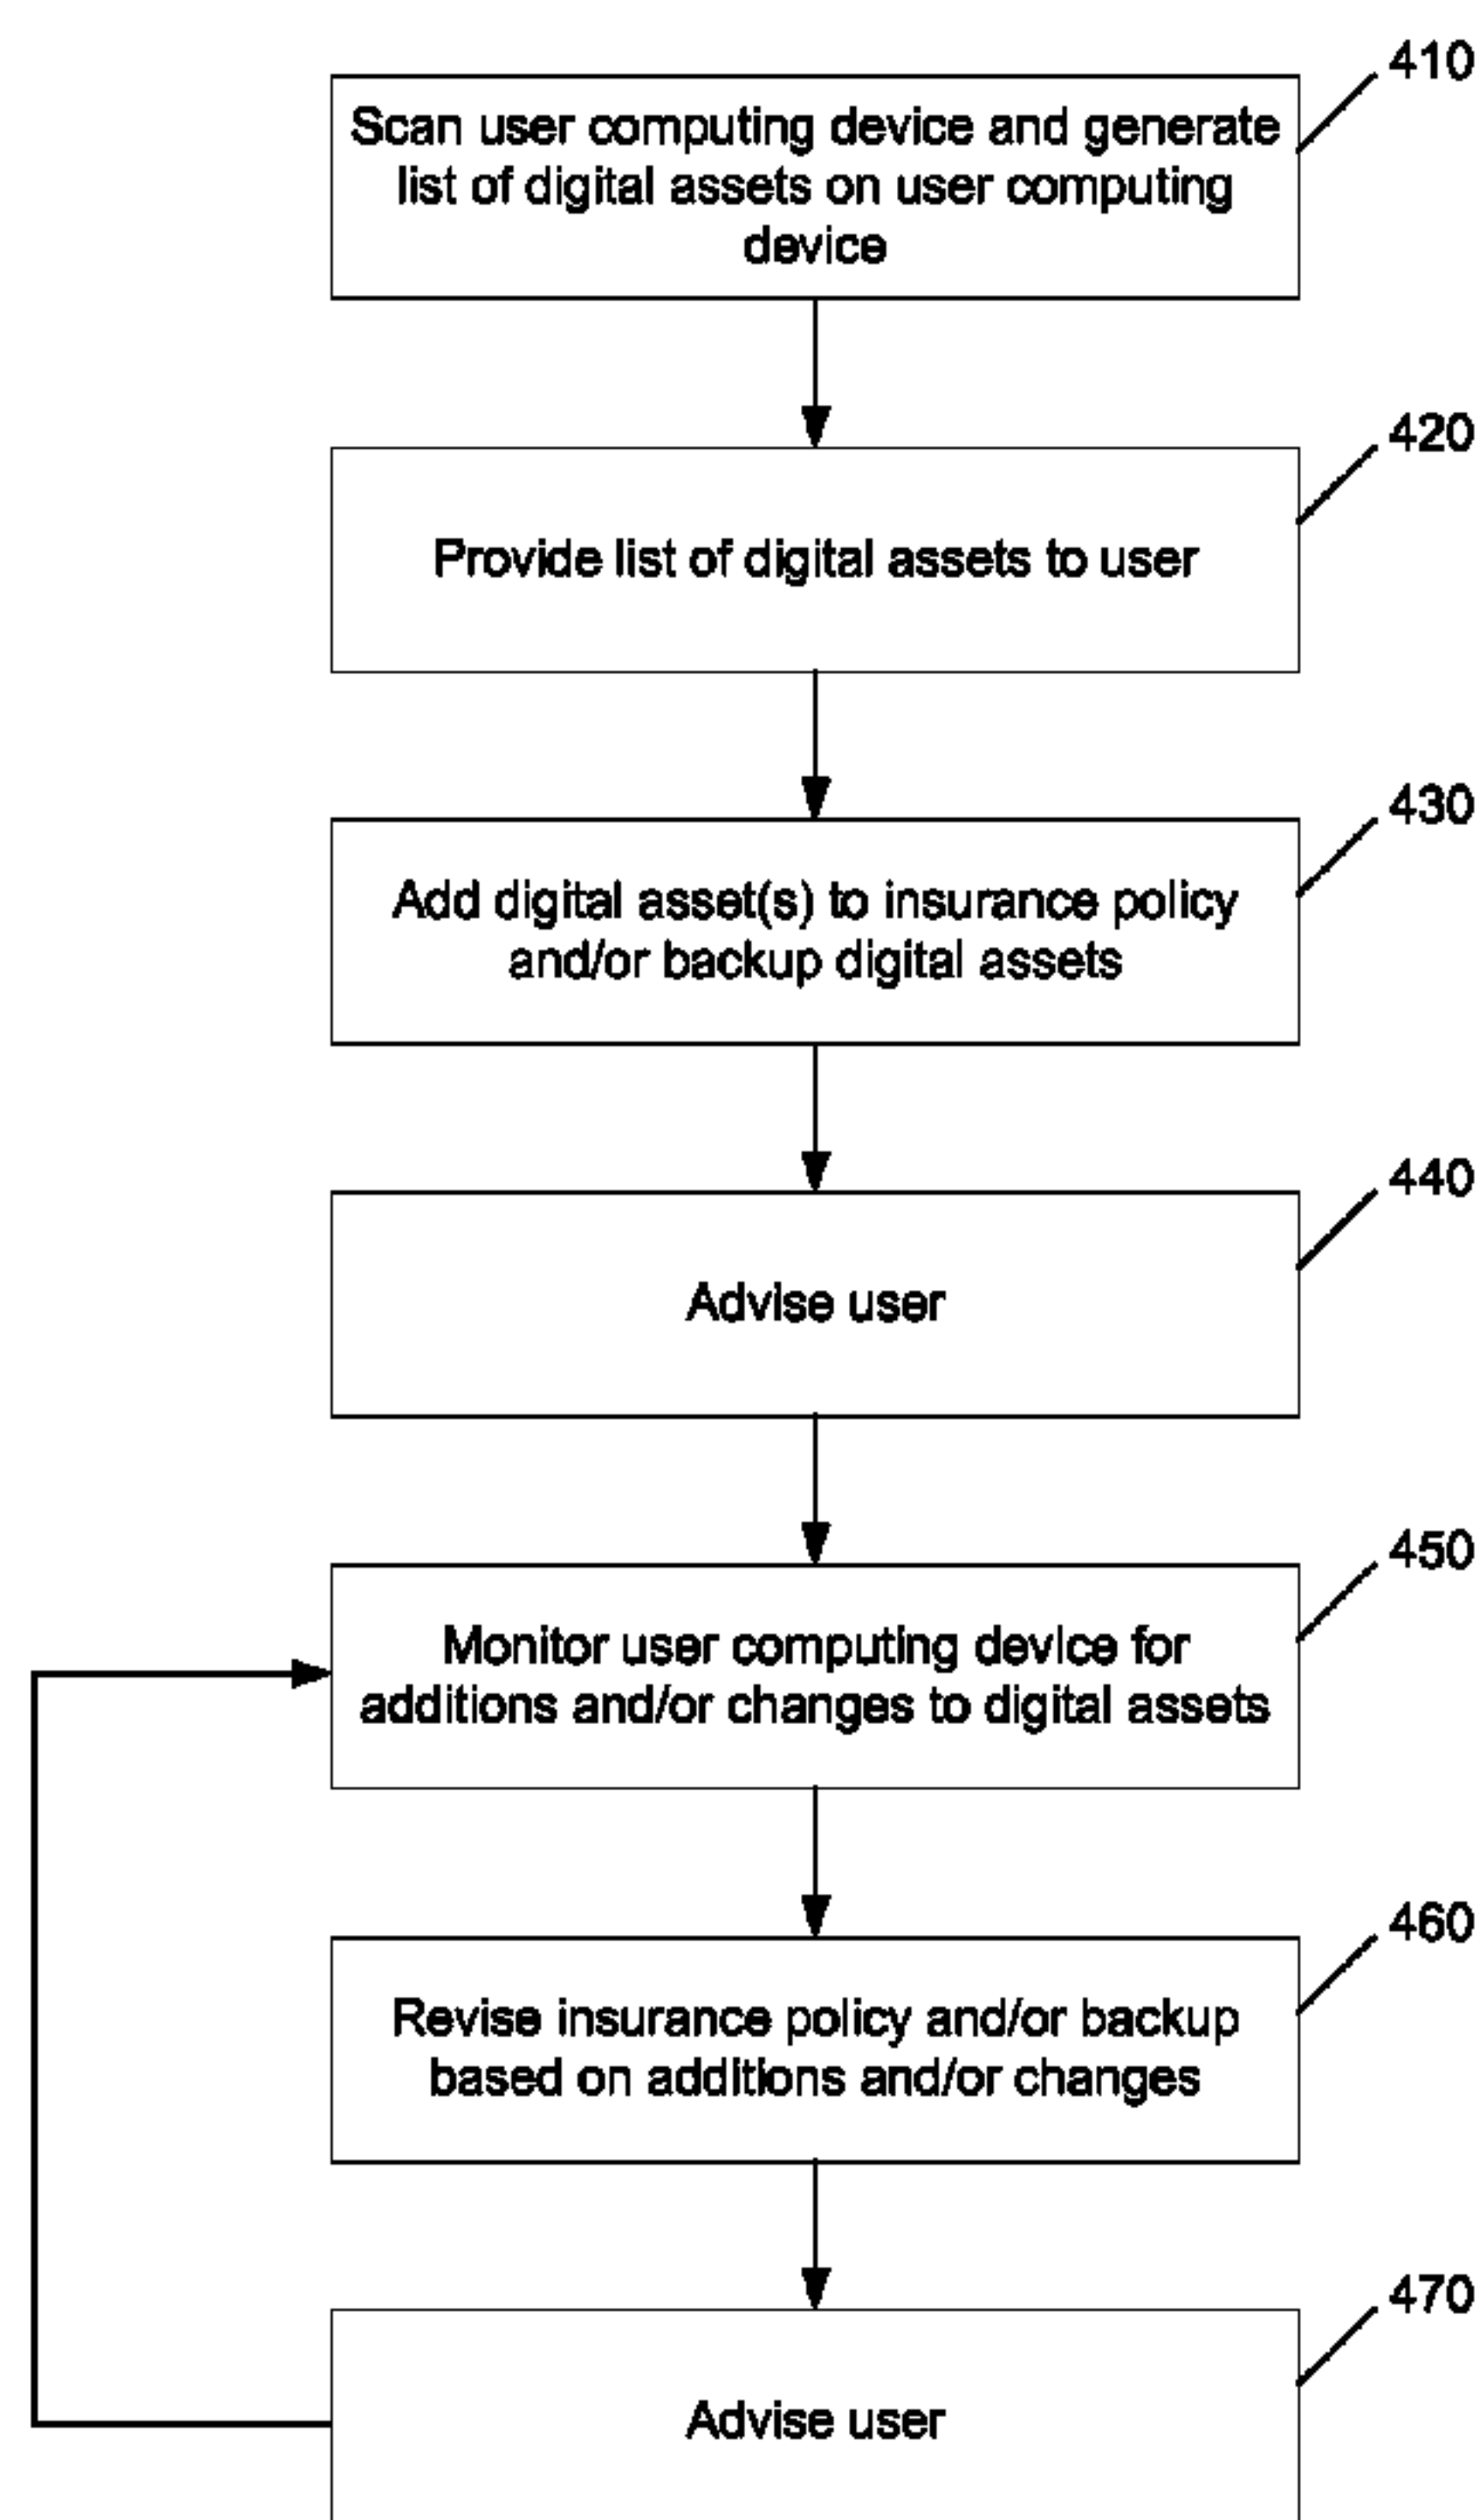 410
Scan user computing device and generate
list of digital assets on user computing
device
420
Provide list of digital assets to user
430
Add digital asset(s) to insurance policy
and/or backup digital assets
440
Advise user
450
Monitor user computing device for
additions and/or changes to digital assets
460
Revise insurance policy and/or backup
based on additions and/or changes
470
Advise user